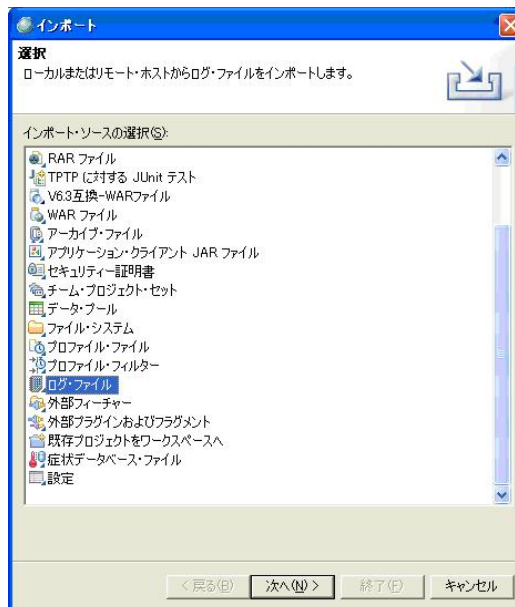 インポート
選択
ローカルまたはリモート・ホストからログ・ファイルをインポートします。
インポート・ソースの選択(S):
RAR ファイル
TPTP に対する JUnit テスト
V6.3互換-WARファイル
WAR ファイル
アーカイブ・ファイル
アプリケーション・クライアント JAR ファイル
セキュリティー証明書
チーム・プロジェクト・セット
データ・プール
ファイル・システム
プロファイル・ファイル
プロファイル・フィルター
ログ・ファイル
外部フィーチャー
外部プラグインおよびフラグメント
既存プロジェクトをワークスペースへ
症状データベース・ファイル
設定
< 戻る(B)
次へ(N) >
終了(F)
キャンセル